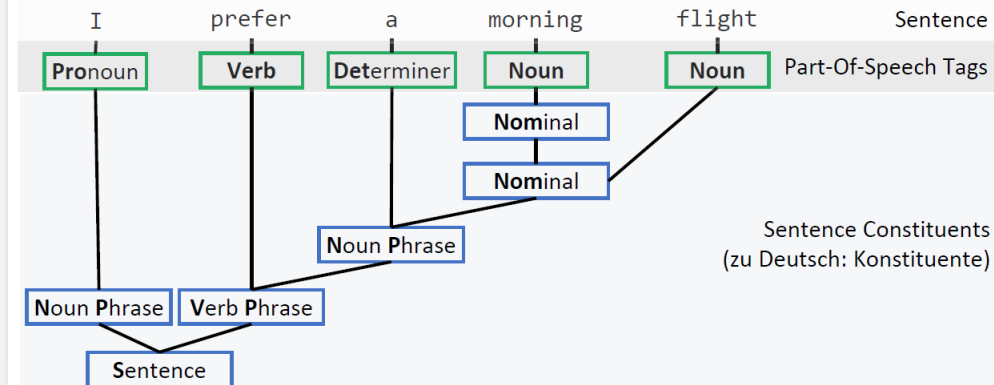 I prefer a morning flight Sentence
Pronoun Verb Determiner Noun Noun Part-Of-Speech Tags
Nominal
Nominal
Noun Phrase
Sentence Constituents
(zu Deutsch: Konstituente)
Noun Phrase Verb Phrase
Sentence